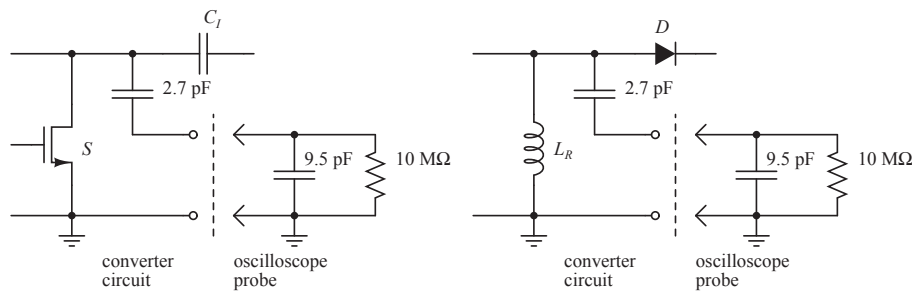 C_I
2.7 pF
S
9.5 pF
10 MΩ
converter
circuit
oscilloscope
probe
D
2.7 pF
L_R
9.5 pF
10 MΩ
converter
circuit
oscilloscope
probe